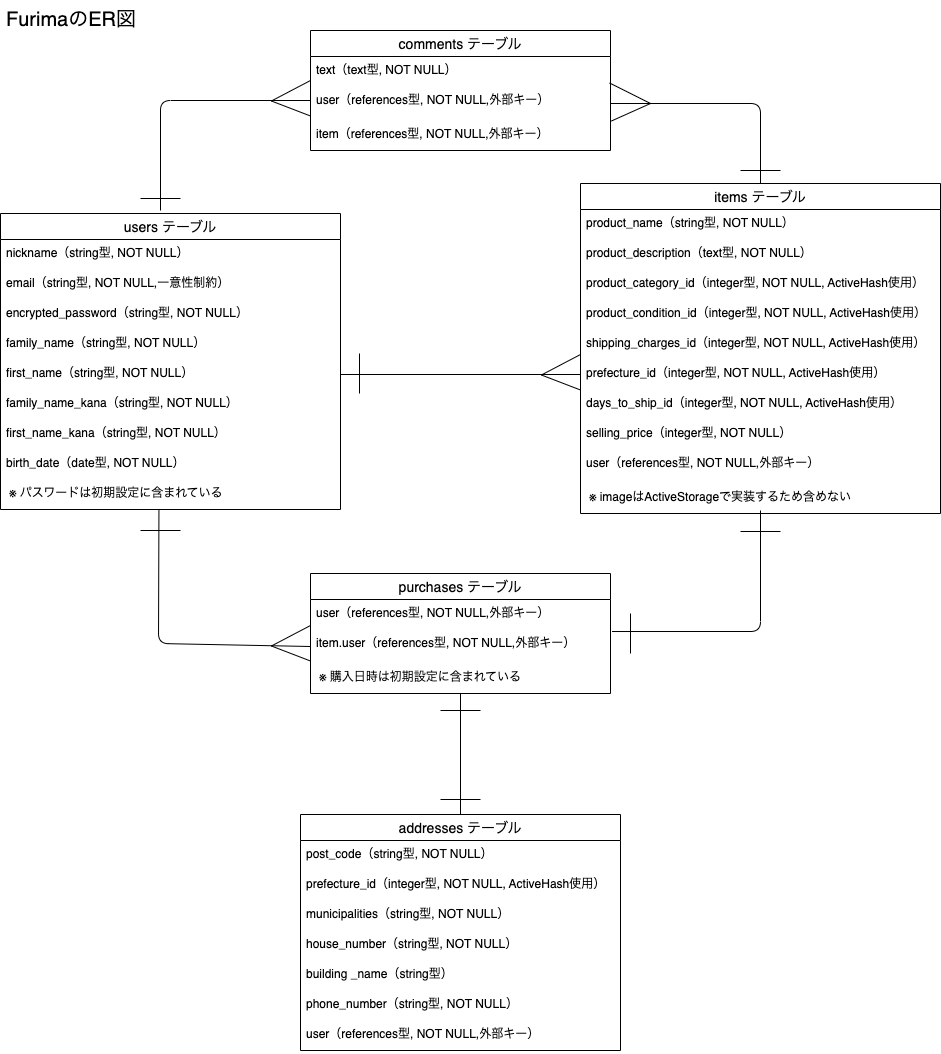 FurimaのER図
comments テーブル
text（text型, NOT NULL）
user（references型, NOT NULL,外部キー）
item（references型, NOT NULL,外部キー）
users テーブル
nickname（string型, NOT NULL）
email（string型, NOT NULL,一意性制約）
encrypted_password（string型, NOT NULL）
family_name（string型, NOT NULL）
first_name（string型, NOT NULL）
family_name_kana（string型, NOT NULL）
first_name_kana（string型, NOT NULL）
birth_date（date型, NOT NULL）
※ パスワードは初期設定に含まれている
items テーブル
product_name（string型, NOT NULL）
product_description（text型, NOT NULL）
product_category_id（integer型, NOT NULL, ActiveHash使用）
product_condition_id（integer型, NOT NULL, ActiveHash使用）
shipping_charges_id（integer型, NOT NULL, ActiveHash使用）
prefecture_id（integer型, NOT NULL, ActiveHash使用）
days_to_ship_id（integer型, NOT NULL, ActiveHash使用）
selling_price（integer型, NOT NULL）
user（references型, NOT NULL,外部キー）
※ imageはActiveStorageで実装するため含めない
purchases テーブル
user（references型, NOT NULL,外部キー）
item.user（references型, NOT NULL,外部キー）
※ 購入日時は初期設定に含まれている
addresses テーブル
post_code（string型, NOT NULL）
prefecture_id（integer型, NOT NULL, ActiveHash使用）
municipalities（string型, NOT NULL）
house_number（string型, NOT NULL）
building _name（string型）
phone_number（string型, NOT NULL）
user（references型, NOT NULL,外部キー）